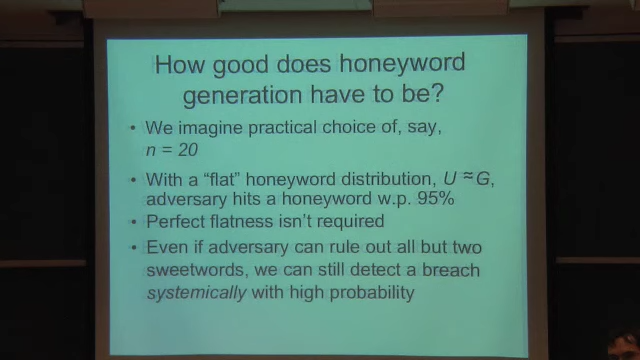 How good does honeyword
generation have to be?
• We imagine practical choice of, say,
n = 20
• With a “flat” honeyword distribution, U ≈ G,
adversary hits a honeyword w.p. 95%
• Perfect flatness isn't required
• Even if adversary can rule out all but two
sweetwords, we can still detect a breach
systemically with high probability